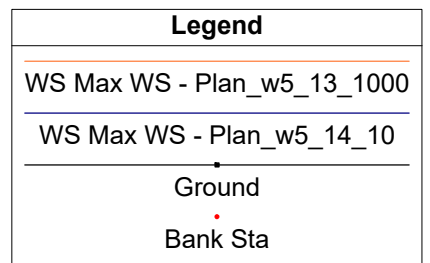 Legend
WS Max WS - Plan_w5_13_1000
WS Max WS - Plan_w5_14_10
Ground
Bank Sta